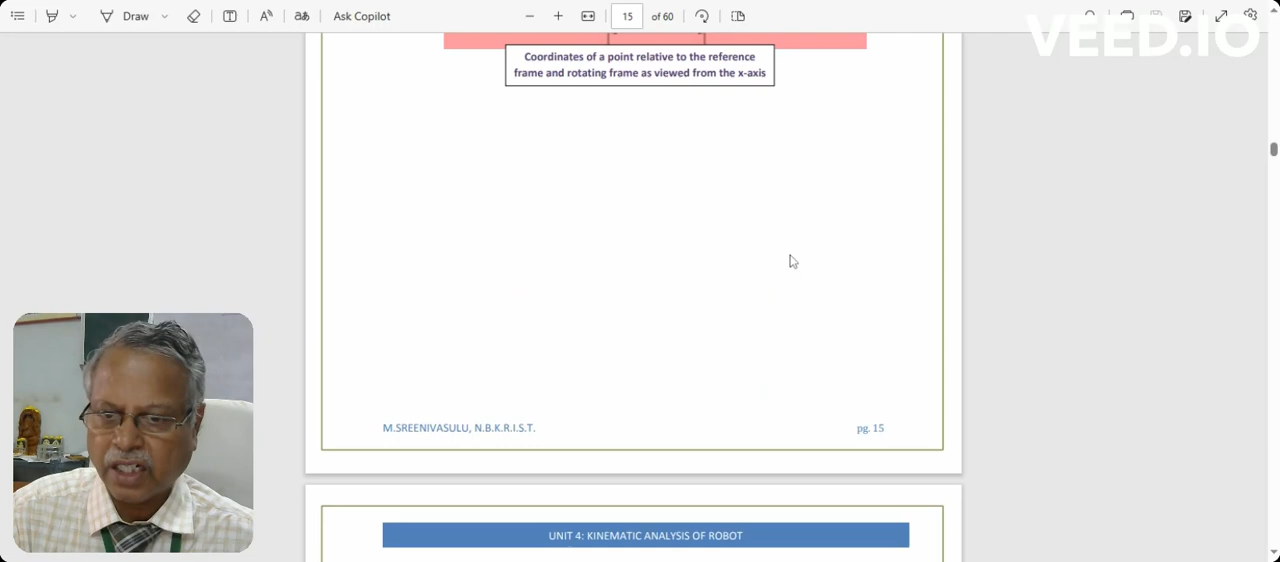 Draw
Ask Copilot
15
of 60
VEED.IO
Coordinates of a point relative to the reference
frame and rotating frame as viewed from the x-axis
M.SREENIVASULU, N.B.K.R.I.S.T.
pg. 15
UNIT 4: KINEMATIC ANALYSIS OF ROBOT